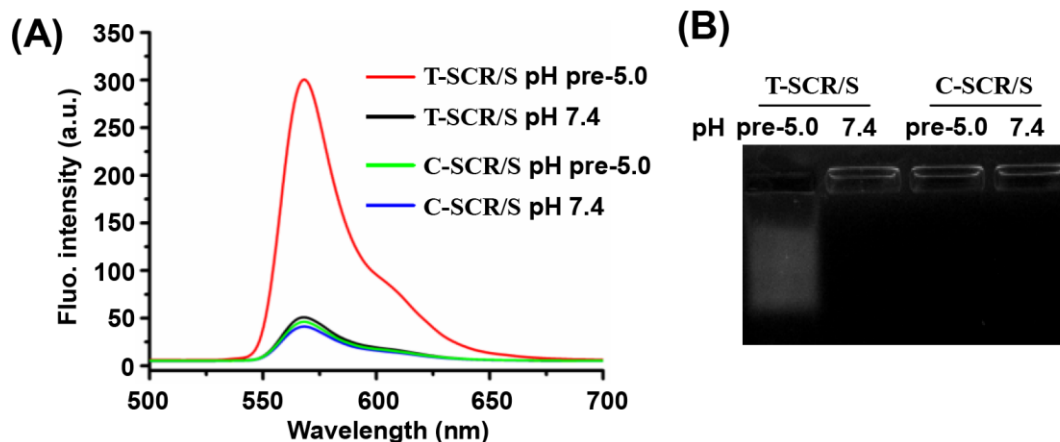 (A)
Fluo. intensity (a.u.)
350
300
250
200
150
100
50
0
500
550
600
650
700
Wavelength (nm)
T-SCR/S pH pre-5.0
T-SCR/S pH 7.4
C-SCR/S pH pre-5.0
C-SCR/S pH 7.4
(B)
T-SCR/S C-SCR/S
pH pre-5.0 7.4 pre-5.0 7.4